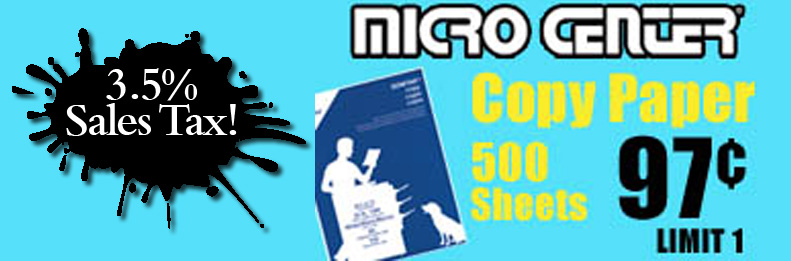 3.5%
Sales Tax!
MICRO CENTER
Copy Paper
500
Sheets
97¢
LIMIT 1